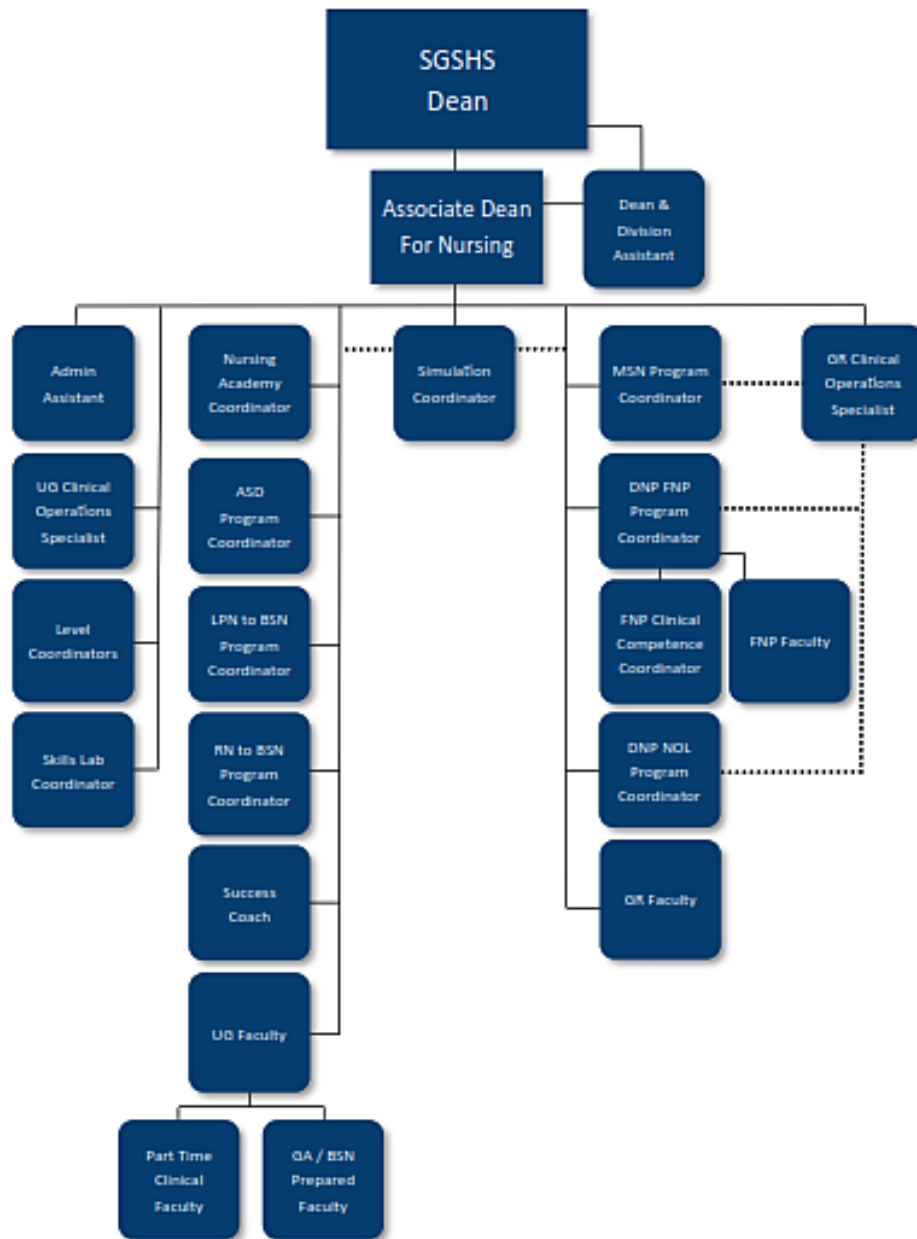 SGSHS
Dean
Associate Dean
For Nursing
Dean &
Division
Assistant
Admin
Assistant
Nursing
Academy
Coordinator
Simulation
Coordinator
MSN Program
Coordinator
GR Clinical
Operations
Specialist
UG Clinical
Operations
Specialist
ASD
Program
Coordinator
DNP FNP
Program
Coordinator
Level
Coordinators
LPN to BSN
Program
Coordinator
FNP Clinical
Competence
Coordinator
FNP Faculty
Skills Lab
Coordinator
RN to BSN
Program
Coordinator
DNP NOL
Program
Coordinator
Success
Coach
GR Faculty
UG Faculty
Part Time
Clinical
Faculty
GA / BSN
Prepared
Faculty